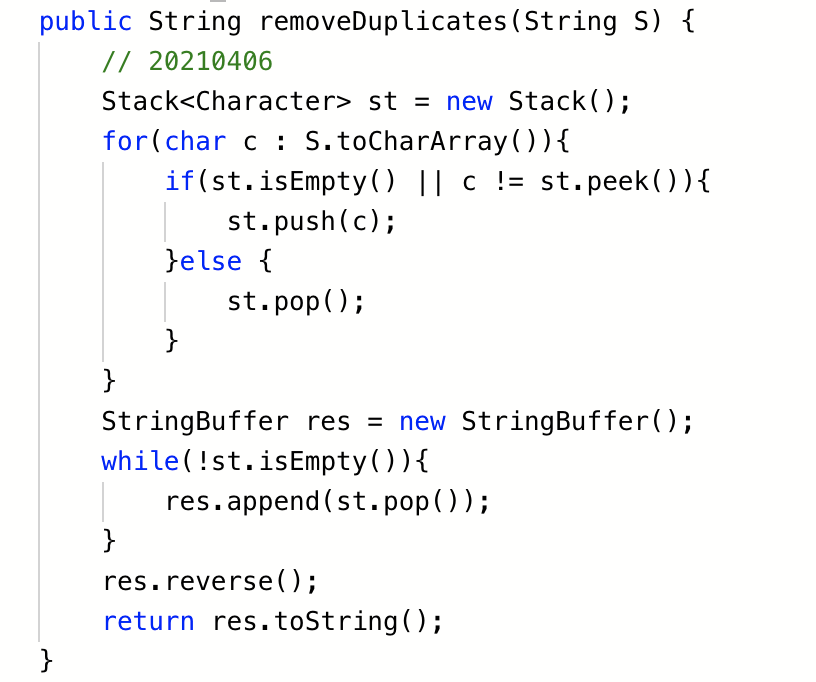 public String removeDuplicates(String S) {
    // 20210406
    Stack<Character> st = new Stack();
    for(char c : S.toCharArray()){
        if(st.isEmpty() || c != st.peek()){
            st.push(c);
        }else {
            st.pop();
        }
    }
    StringBuffer res = new StringBuffer();
    while(!st.isEmpty()){
        res.append(st.pop());
    }
    res.reverse();
    return res.toString();
}